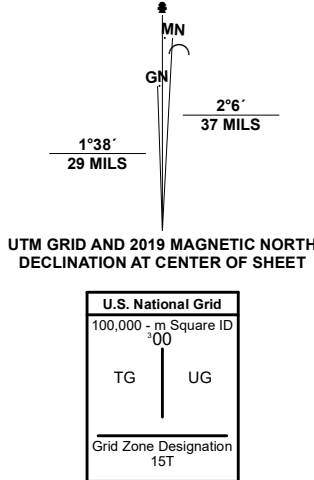 MN
GN
2°6´
37 MILS
1°38´
29 MILS
UTM GRID AND 2019 MAGNETIC NORTH
DECLINATION AT CENTER OF SHEET
U.S. National Grid
100,000 - m Square ID
³00
TG UG
Grid Zone Designation
15T